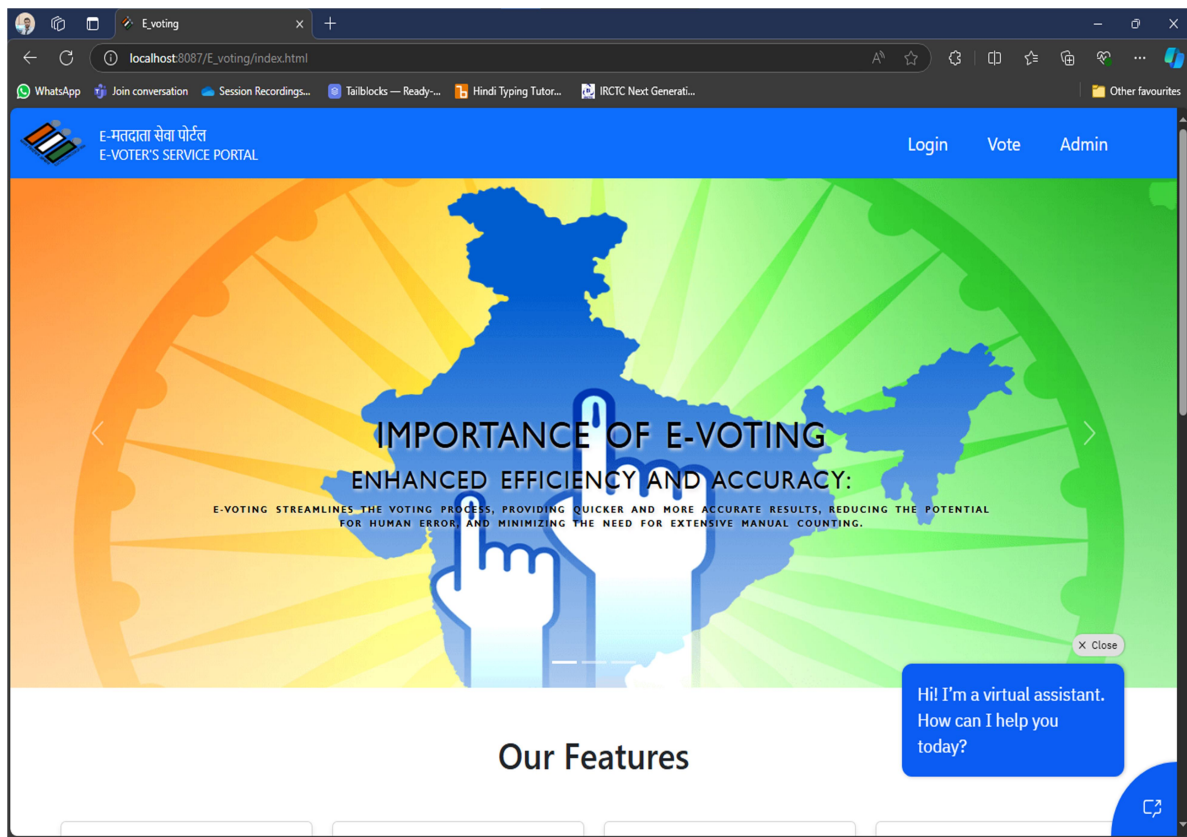 E_voting
localhost:8087/E_voting/index.html
WhatsApp Join conversation Session Recordings... Tailblocks — Ready-... Hindi Typing Tutor... IRCTC Next Generati... Other favourites
E-मतदाता सेवा पोर्टल
E-VOTER'S SERVICE PORTAL
Login Vote Admin
IMPORTANCE OF E-VOTING
ENHANCED EFFICIENCY AND ACCURACY:
E-VOTING STREAMLINES THE VOTING PROCESS, PROVIDING QUICKER AND MORE ACCURATE RESULTS, REDUCING THE POTENTIAL
FOR HUMAN ERROR, AND MINIMIZING THE NEED FOR EXTENSIVE MANUAL COUNTING.
X Close
Hi! I'm a virtual assistant.
How can I help you
today?
Our Features